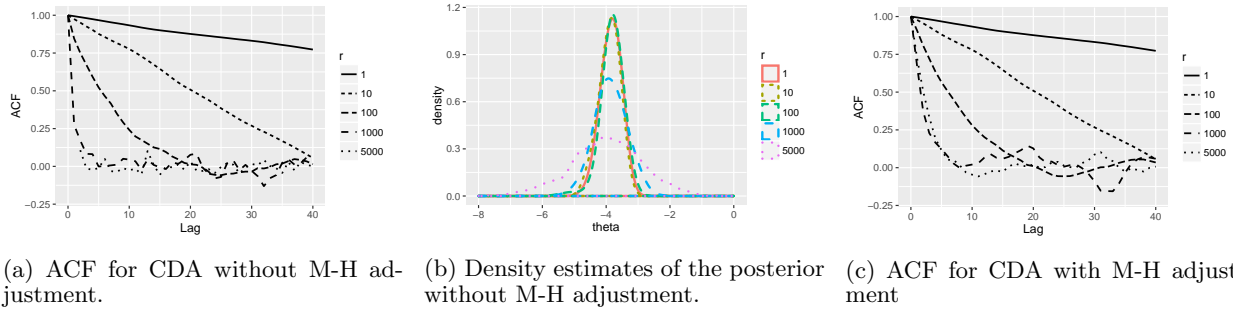 1.00
0.75
0.50
0.25
0.00
−0.25
ACF
0 10 20 30 40
Lag
r
1
10
100
1000
5000
(a) ACF for CDA without M-H ad-
justment.
1.2
0.9
0.6
0.3
0.0
density
−8 −6 −4 −2 0
theta
r
1
10
100
1000
5000
(b) Density estimates of the posterior
without M-H adjustment.
1.00
0.75
0.50
0.25
0.00
−0.25
ACF
0 10 20 30 40
Lag
r
1
10
100
1000
5000
(c) ACF for CDA with M-H adjust
ment